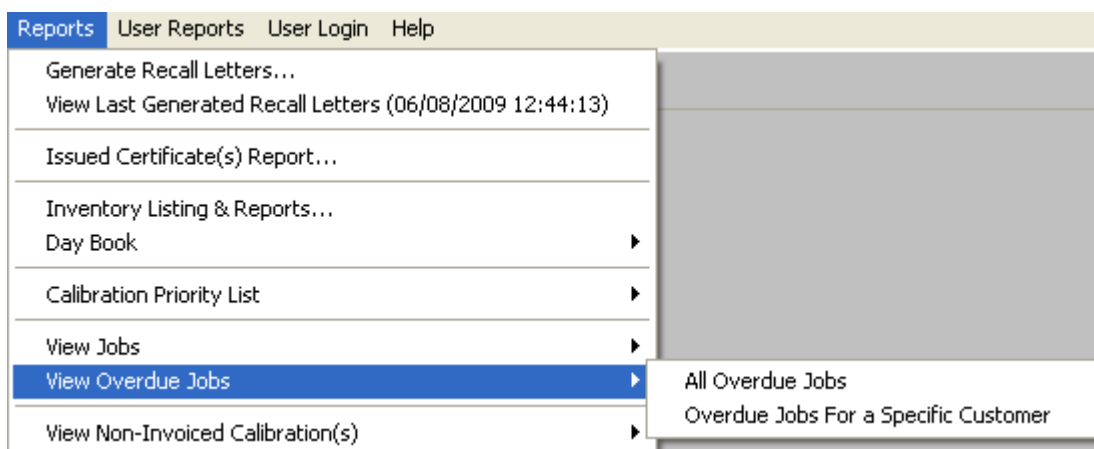 Reports User Reports User Login Help
Generate Recall Letters...
View Last Generated Recall Letters (06/08/2009 12:44:13)
Issued Certificate(s) Report...
Inventory Listing & Reports...
Day Book
Calibration Priority List
View Jobs
View Overdue Jobs
All Overdue Jobs
Overdue Jobs For a Specific Customer
View Non-Invoiced Calibration(s)